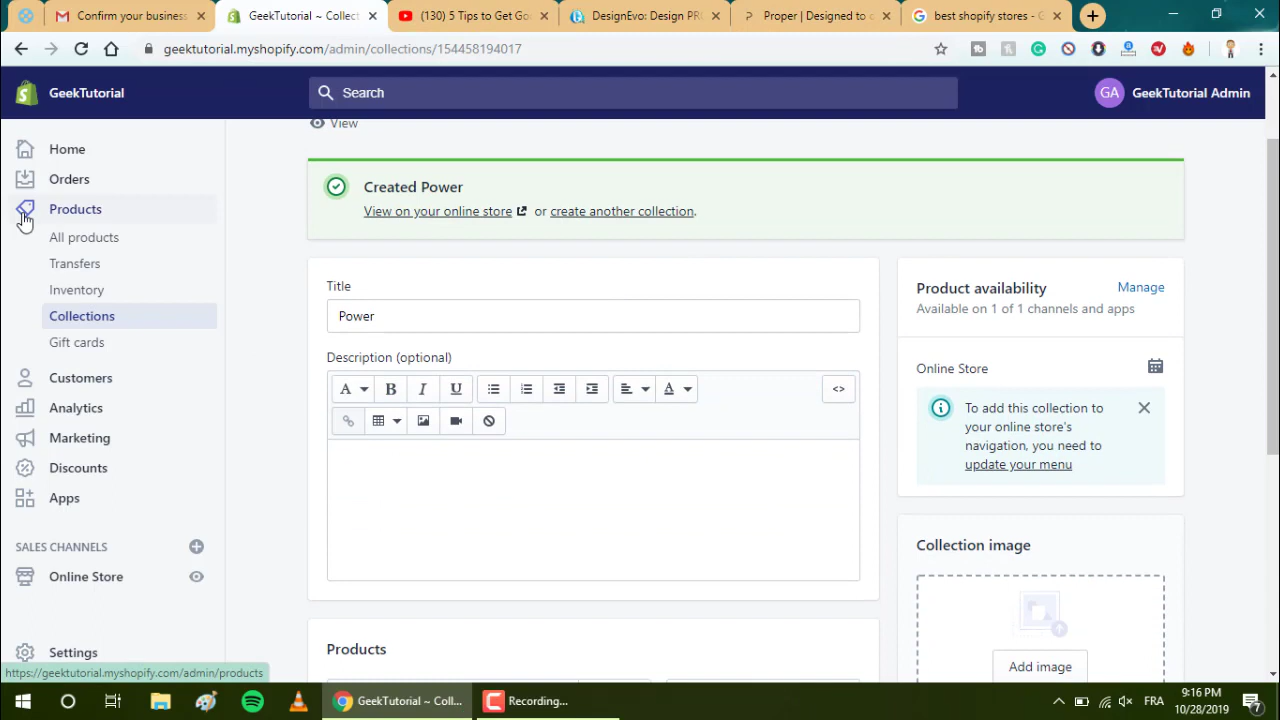 Confirm your business
GeekTutorial ~ Collect
(130) 5 Tips to Get Go
DesignEvo: Design PR
Proper | Designed to c
best shopify stores - G
geektutorial.myshopify.com/admin/collections/154458194017
GeekTutorial
Search
GA
GeekTutorial Admin
Home
Orders
Products
All products
Transfers
Inventory
Collections
Gift cards
Customers
Analytics
Marketing
Discounts
Apps
SALES CHANNELS
Online Store
Settings
https://geektutorial.myshopify.com/admin/products
View
Created Power
View on your online store or create another collection.
Title
Power
Description (optional)
A B I U A <>
Products
Product availability
Manage
Available on 1 of 1 channels and apps
Online Store
To add this collection to
your online store's
navigation, you need to
update your menu
Collection image
Add image
GeekTutorial ~ Coll...
Recording...
FRA
9:16 PM
10/28/2019
7